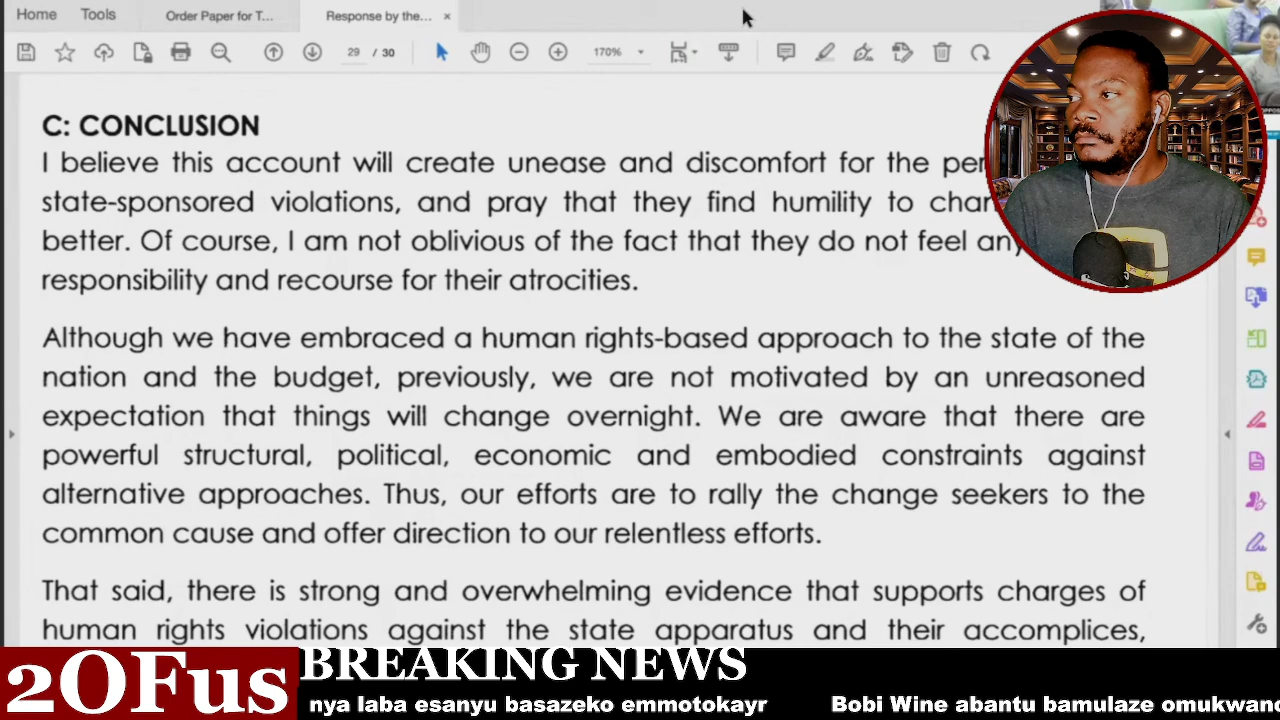 Home Tools Order Paper for T... Response by the... ×
29 / 30 170%
C: CONCLUSION
I believe this account will create urease and discomfort for the
state-sponsored violations, and pray that they find humility to
better. Of course, I am not oblivious of the fact that they do not feel
responsibility and recourse for their atrocities.
Although we have embraced a human rights-based approach to the state of the
nation and the budget, previously, we are not motivated by an unreasoned
expectation that things will change overnight. We are aware that there are
powerful structural, political, economic and embodied constraints against
alternative approaches. Thus, our efforts are to rally the change seekers to the
common cause and offer direction to our relentless efforts.
That said, there is strong and overwhelming evidence that supports charges of
human rights violations against the state apparatus and their accomplices,
2OFus
BREAKING NEWS
nya laba esanyu basazeko emmotokayr Bobi Wine abantu bamulaze omukwano